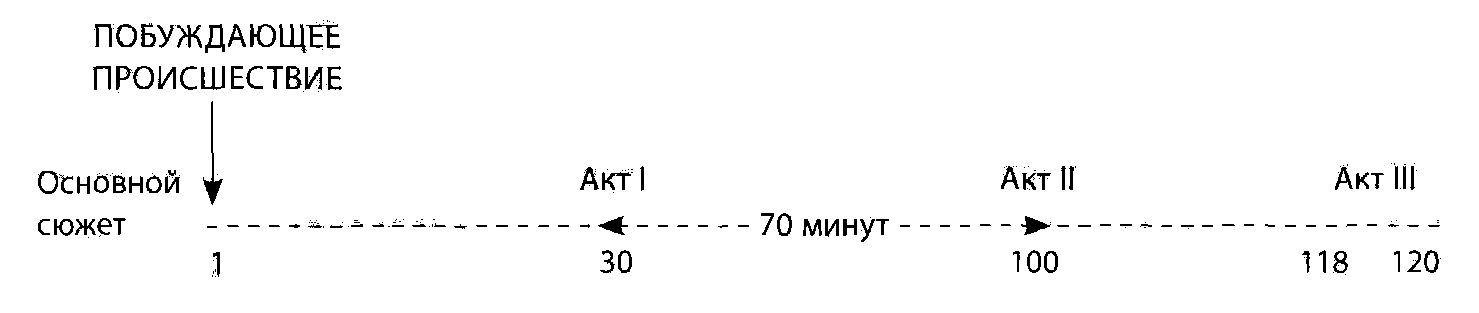 ПОБУЖДАЮЩЕЕ
ПРОИСШЕСТВИЕ
Основной
сюжет
Акт I
Акт II
Акт III
70 минут
1
30
100
118
120